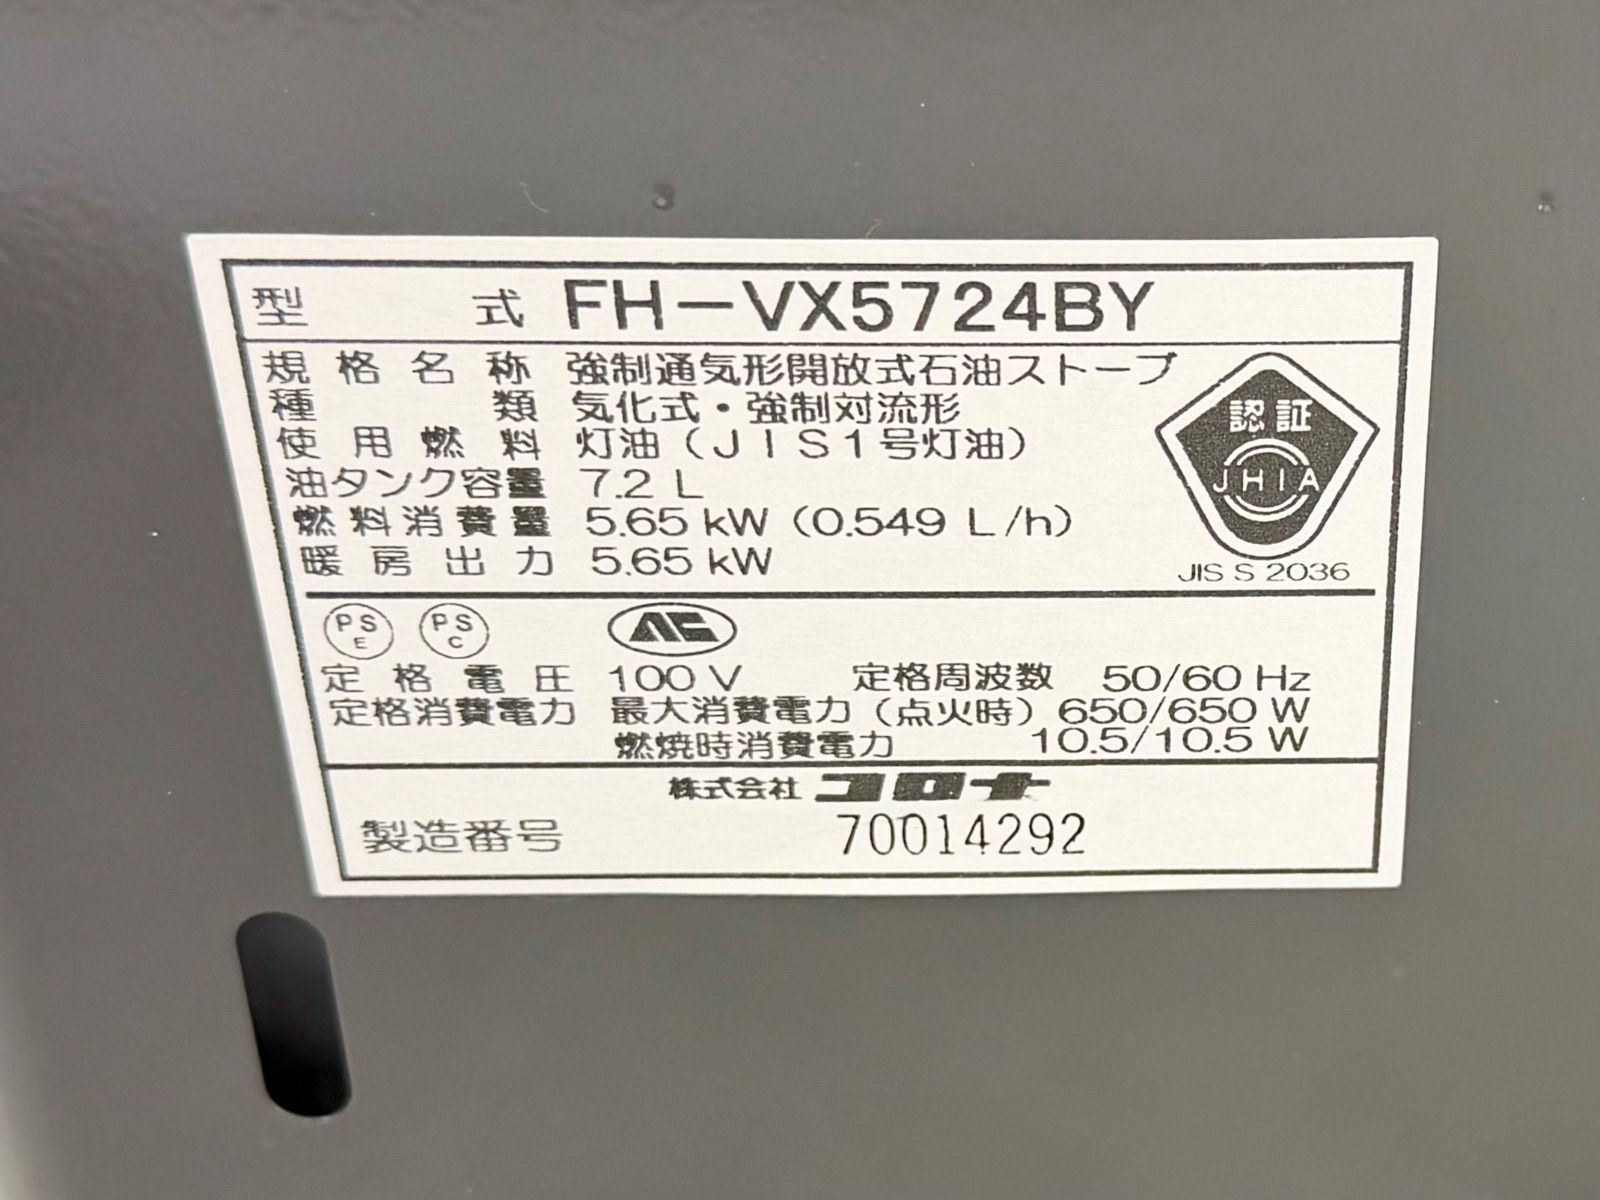 型式 FH-VX5724BY
規格名称 強制通気形開放式石油ストーブ
種類 気化式・強制対流形
使用燃料 灯油(JIS1号灯油)
油タンク容量 7.2 L
燃料消費量 5.65 kW (0.549 L/h)
暖房出力 5.65 kW
認証
JHIA
JIS S 2036
PS E PS C
定格電圧 100 V 定格周波数 50/60 Hz
定格消費電力 最大消費電力(点火時) 650/650 W
燃焼時消費電力 10.5/10.5 W
株式会社 コロナ
製造番号 70014292